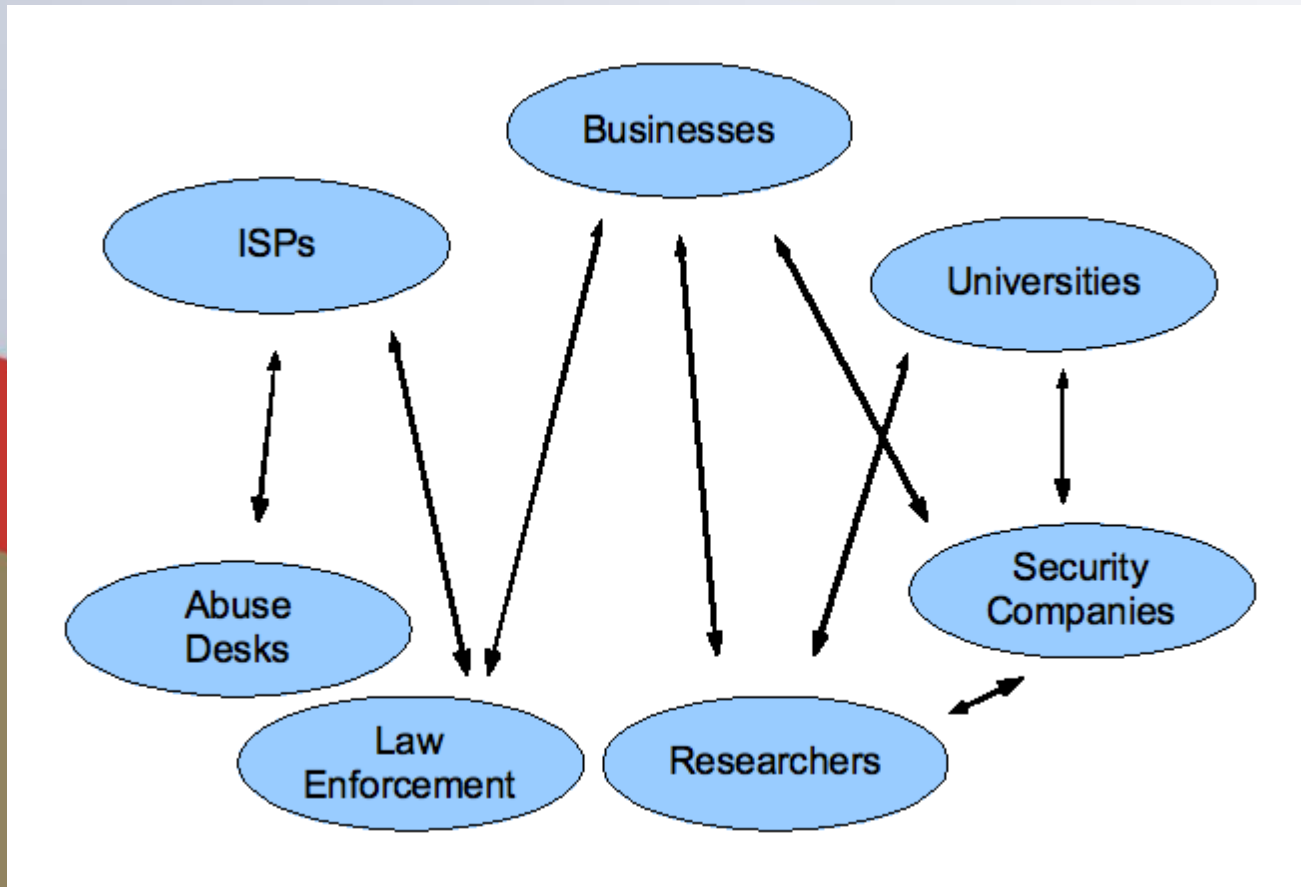 Businesses
ISPs
Universities
Security
Companies
Abuse
Desks
Law
Enforcement
Researchers